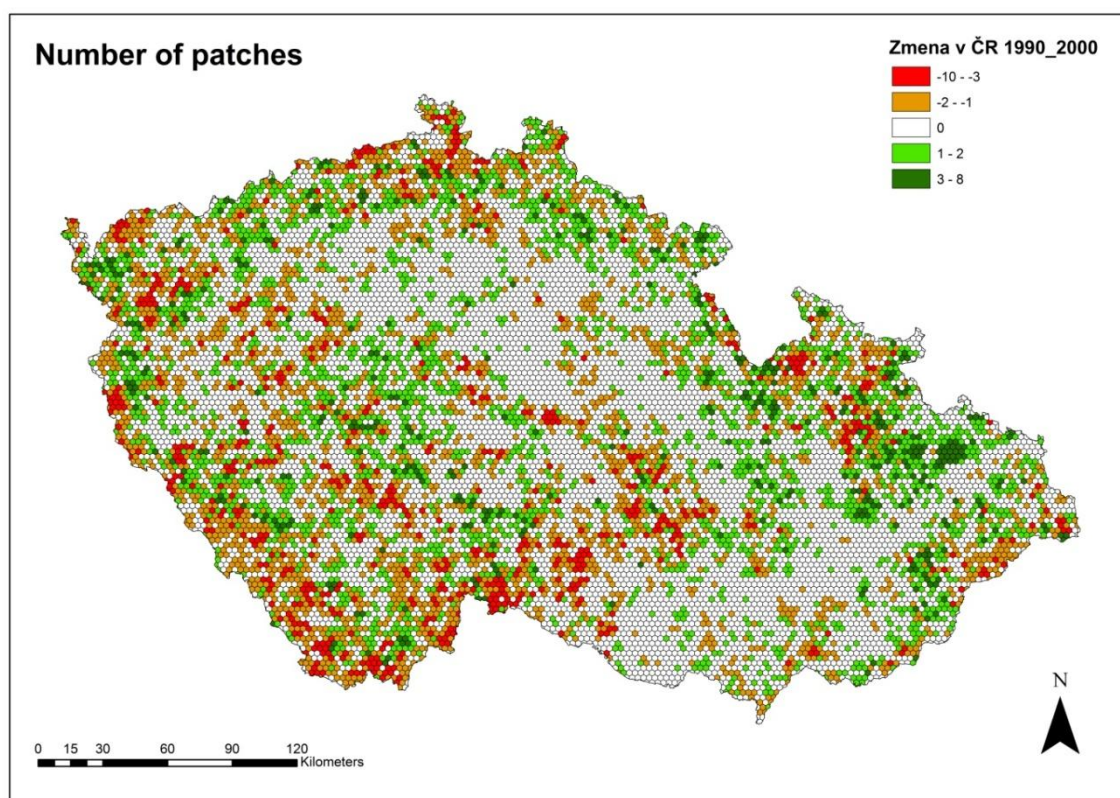 Number of patches
Zmena v ČR 1990_2000
-10 - -3
-2 - -1
0
1 - 2
3 - 8
N
0 15 30 60 90 120
Kilometers